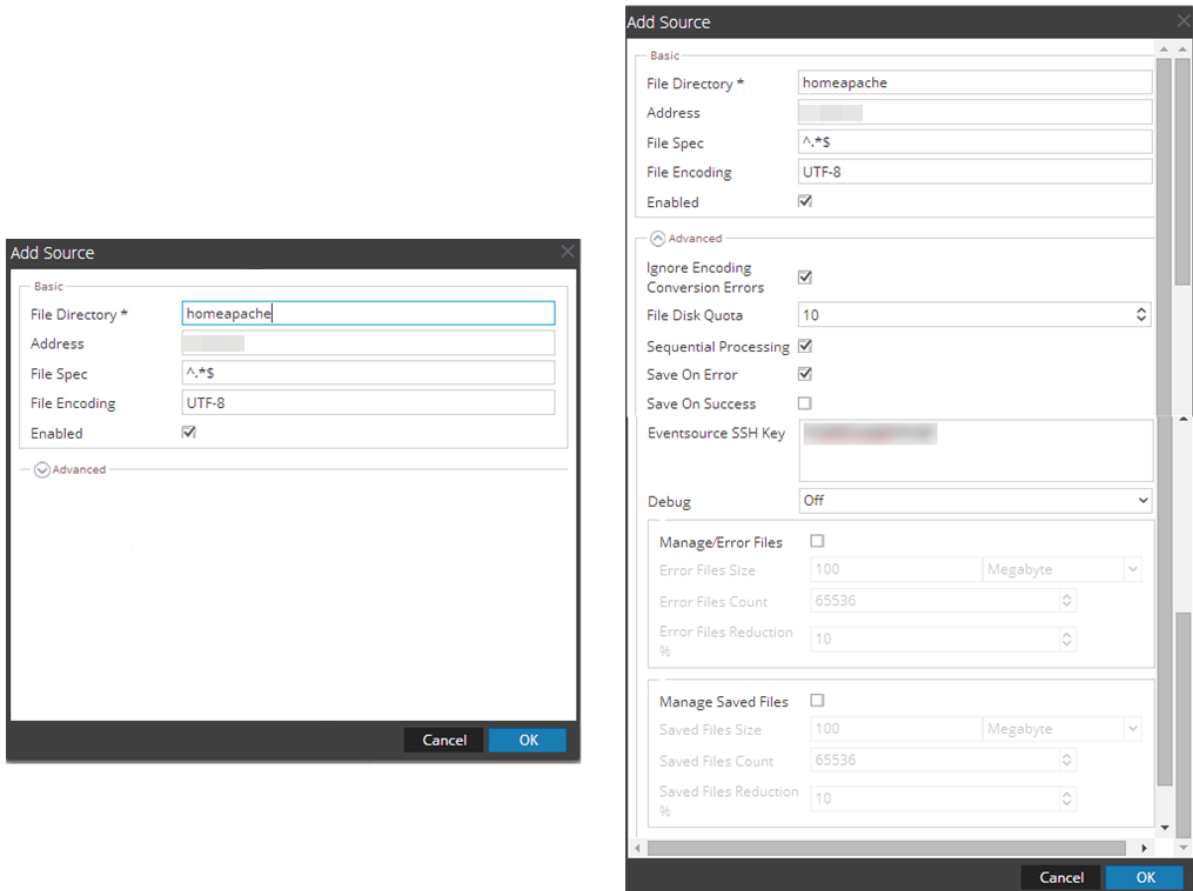 Add Source
Basic
File Directory * homeapache
Address
File Spec ^.*$
File Encoding UTF-8
Enabled
Advanced
Cancel OK
Add Source
Basic
File Directory * homeapache
Address
File Spec ^.*$
File Encoding UTF-8
Enabled
Advanced
Ignore Encoding
Conversion Errors
File Disk Quota 10
Sequential Processing
Save On Error
Save On Success
Eventsource SSH Key
Debug Off
Manage/Error Files
Error Files Size 100 Megabyte
Error Files Count 65536
Error Files Reduction
% 10
Manage Saved Files
Saved Files Size 100 Megabyte
Saved Files Count 65536
Saved Files Reduction
% 10
Cancel OK